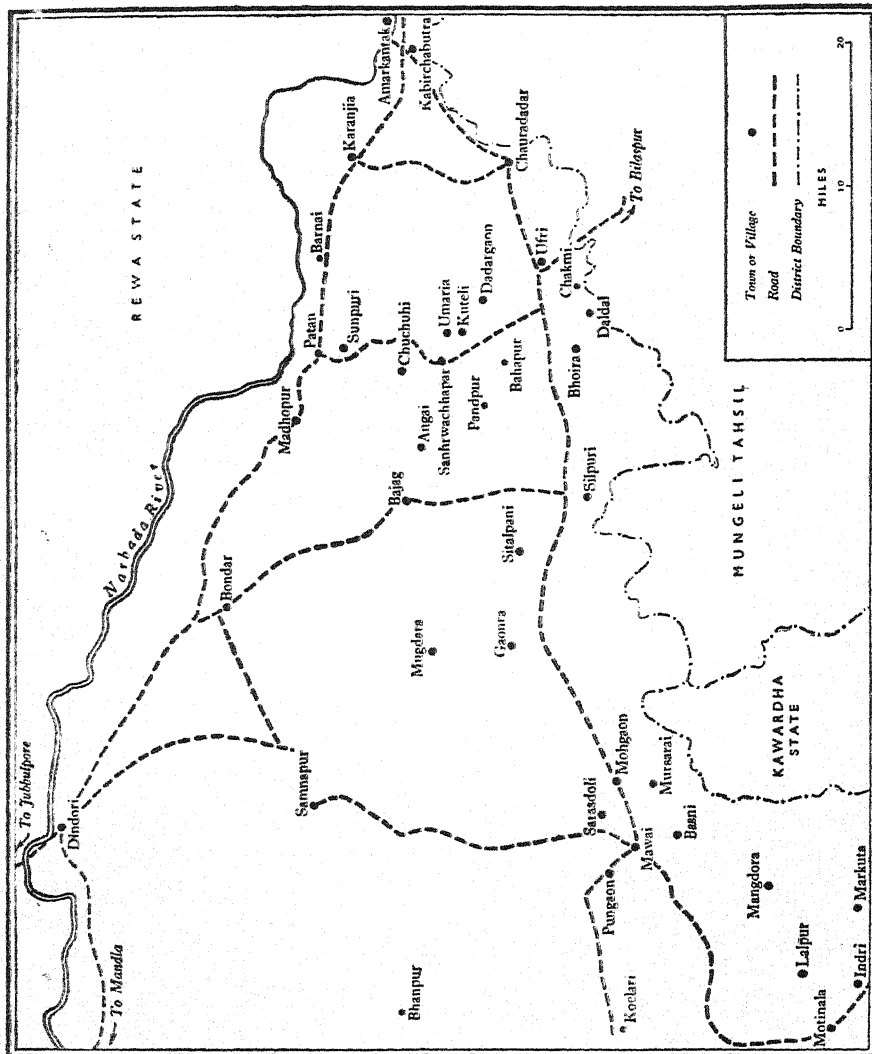 REWA STATE
Narbada River
To Jubbulpore
Dindori
To Mandla
Amarkantak
Kabirchabutra
Karanjia
Barnai
Patan
Sunpuri
Madhopur
Chuchuhi
Umaria
Kuteli
Dadargaon
Chauradadar
Angai
Sanhrwachhapar
Pandpur
Bahapur
Ufri
Chakmi
To Bilaspur
Daldal
Bhoira
Bajag
Bondar
Silpuri
Sitalpani
Mugdara
Gaonra
Samnapur
Mohgaon
Sarasdoli
Mursarai
Mawai
Basni
Pungaon
Bhanpur
Koelari
Mangdora
Markuta
Lalpur
Indri
Motinala
MUNGELI TAHSIL
KAWARDHA
STATE
Town or Village
Road
District Boundary
MILES
0 10 20